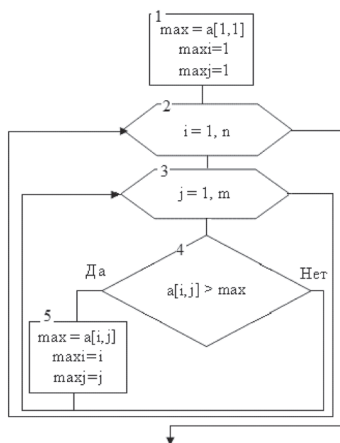 1
max = a[1,1]
maxi=1
maxj=1
2
i = 1, n
3
j = 1, m
4
Да
Нет
a[i,j] > max
5
max = a[i,j]
maxi=i
maxj=j